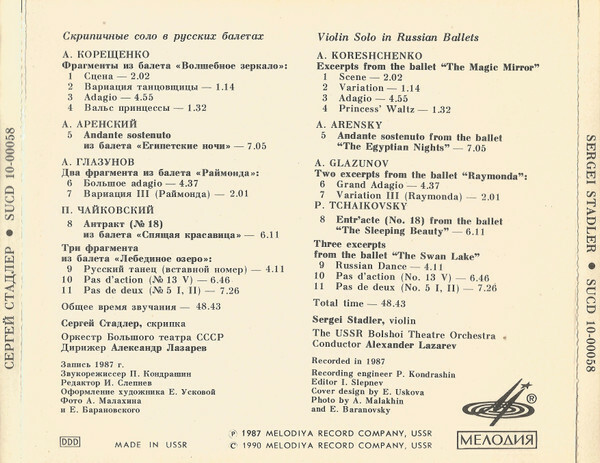 СЕРГЕЙ СТАДЛЕР ● SUCD 10-00058
Скрипичные соло в русских балетах:
А. КОРЕЩЕНКО
Фрагменты из балета «Волшебное зеркало»:
1 Сцена — 2.02
2 Вариация танцовщицы — 1.14
3 Adagio — 4.55
4 Вальс принцессы — 1.32
А. АРЕНСКИЙ
5 Andante sostenuto
из балета «Египетские ночи» — 7.05
А. ГЛАЗУНОВ
Два фрагмента из балета «Раймонда»:
6 Большое adagio — 4.37
7 Вариация III (Раймонда) — 2.01
П. ЧАЙКОВСКИЙ
8 Антракт (№ 18)
из балета «Спящая красавица» — 6.11
Три фрагмента
из балета «Лебединое озеро»:
9 Русский танец (вставной номер) — 4.11
10 Pas d'action (№ 13 V) — 6.46
11 Pas de deux (№ 5 I, II) — 7.26
Общее время звучания — 48.43
Сергей Стадлер, скрипка
Оркестр Большого театра СССР
Дирижер Александр Лазарев
Запись 1987 г.
Звукорежиссер П. Кондрашин
Редактор И. Слепнев
Оформление художника Е. Усковой
Фото А. Малахина
и Е. Барановского
DDD
MADE IN USSR
Violin Solo in Russian Ballets
A. KORESHCHENKO
Excerpts from the ballet "The Magic Mirror"
1 Scene — 2.02
2 Variation — 1.14
3 Adagio — 4.55
4 Princess' Waltz — 1.32
A. ARENSKY
5 Andante sostenuto from the ballet
"The Egyptian Nights" — 7.05
A. GLAZUNOV
Two excerpts from the ballet "Raymonda":
6 Grand Adagio — 4.37
7 Variation III (Raymonda) — 2.01
P. TCHAIKOVSKY
8 Entr'acte (No. 18) from the ballet
"The Sleeping Beauty" — 6.11
Three excerpts
from the ballet "The Swan Lake"
9 Russian Dance — 4.11
10 Pas d'action (No. 13 V) — 6.46
11 Pas de deux (No. 5 I, II) — 7.26
Total time — 48.43
Sergei Stadler, violin
The USSR Bolshoi Theatre Orchestra
Conductor Alexander Lazarev
Recorded in 1987
Recording engineer P. Kondrashin
Editor I. Slepnev
Cover design by E. Uskova
Photo by A. Malakhin
and E. Baranovsky
®
МЕЛОДИЯ
℗ 1987 MELODIYA RECORD COMPANY, USSR
© 1990 MELODIYA RECORD COMPANY, USSR
SERGEI STADLER ● SUCD 10-00058